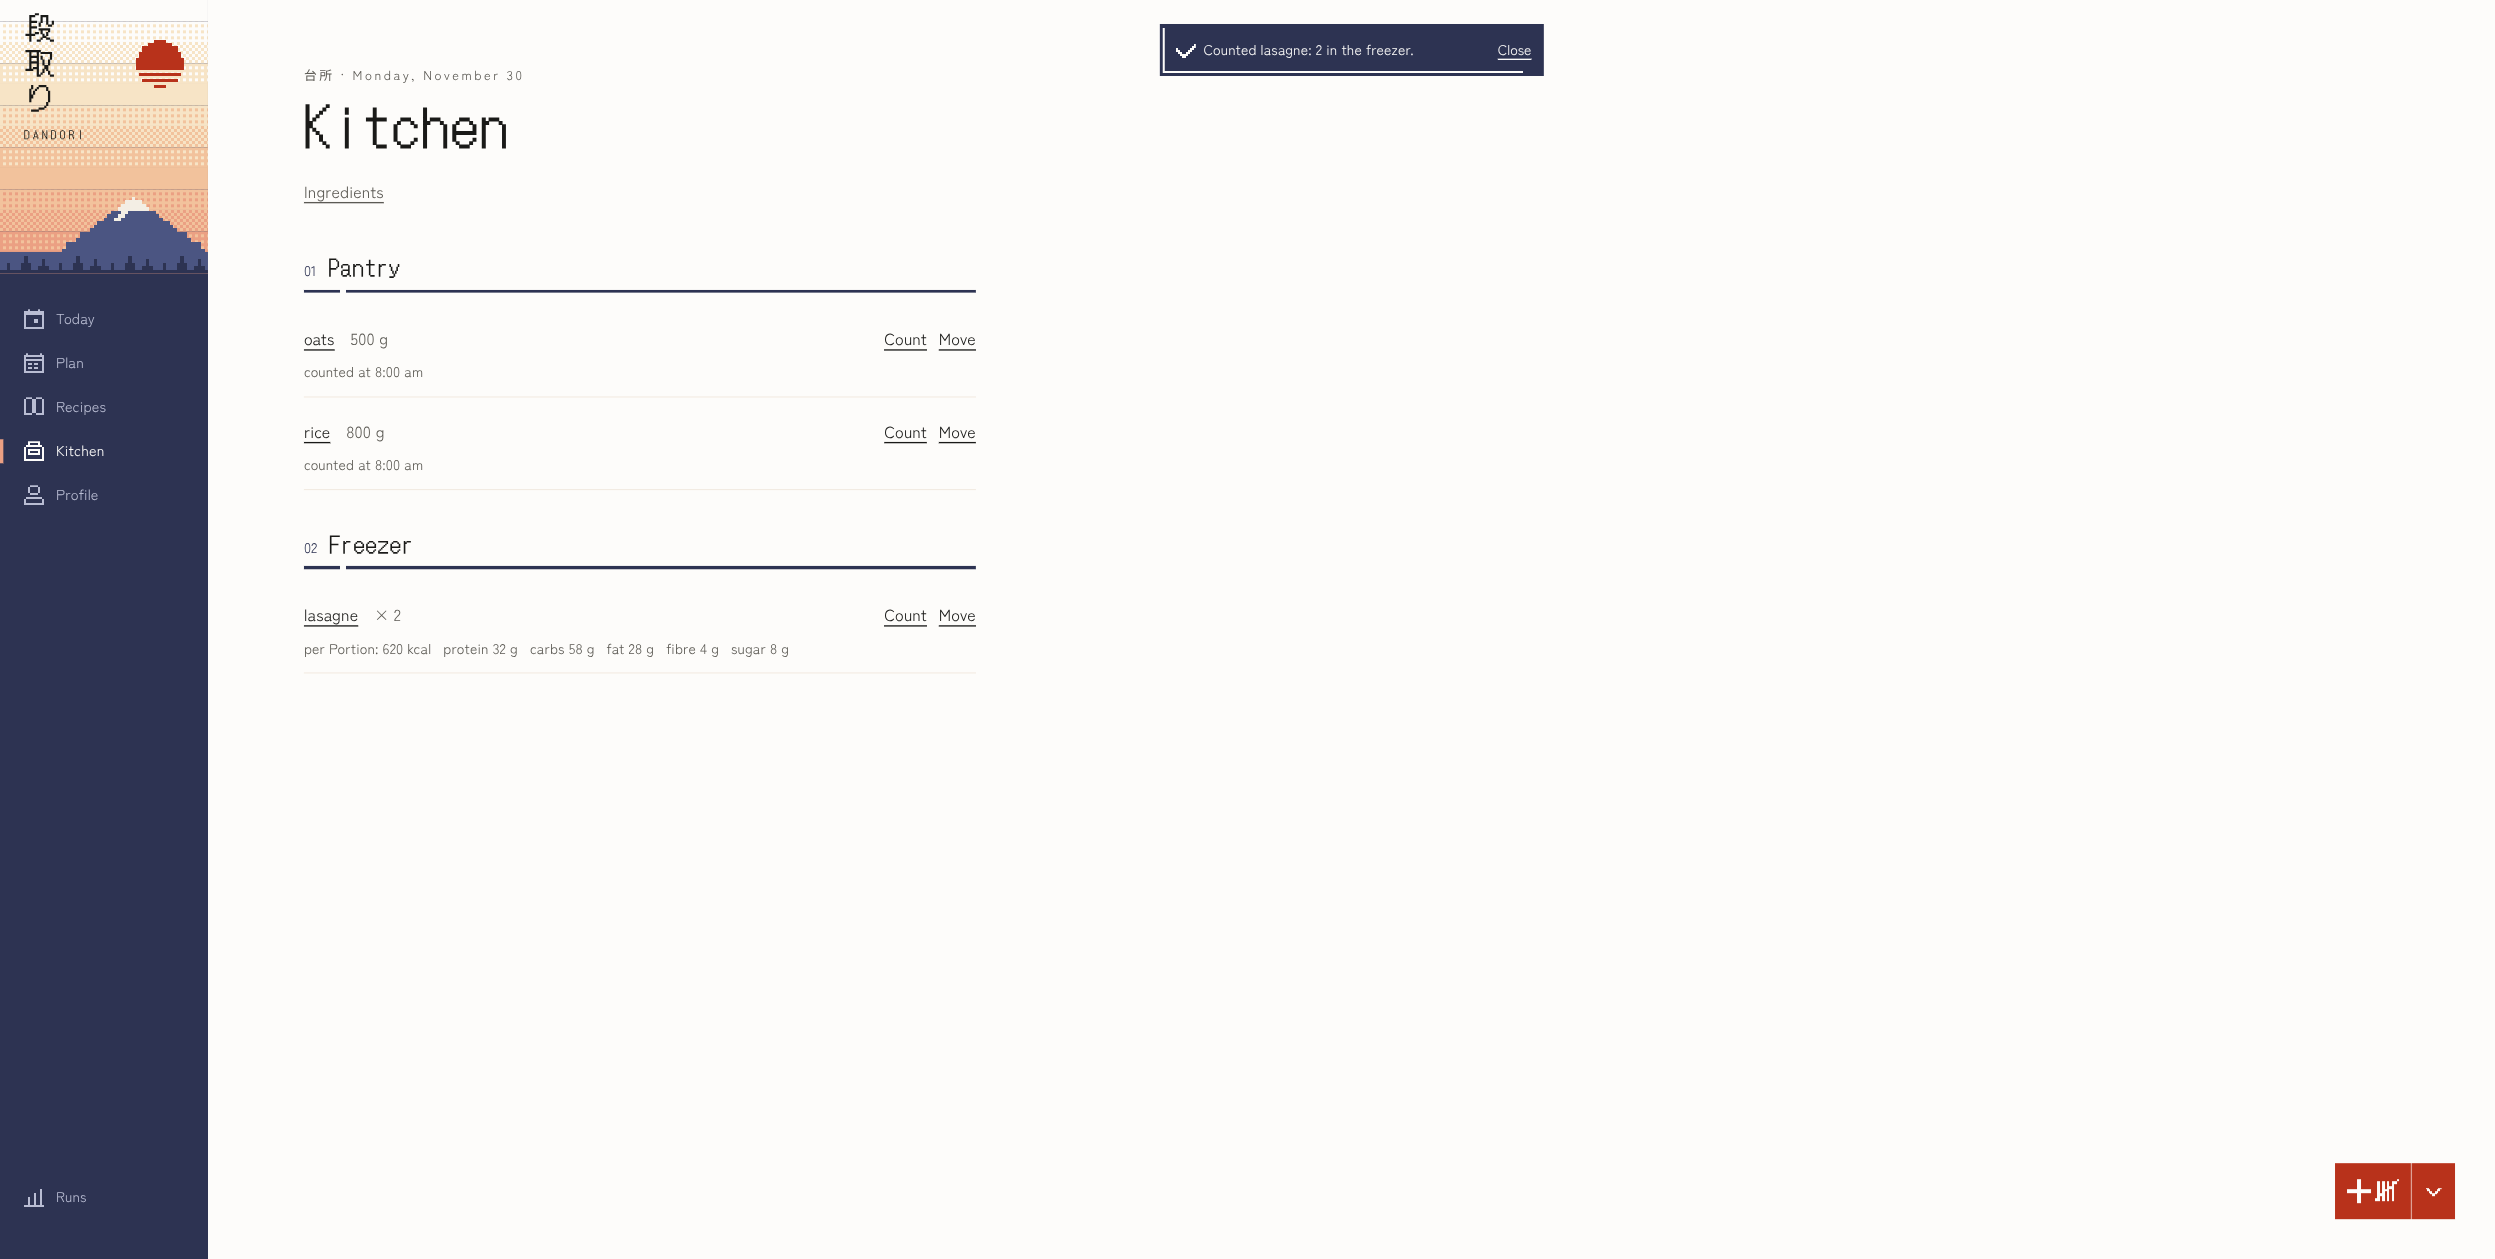 段取り
DANDORI
Today
Plan
Recipes
Kitchen
Profile
Runs
Counted lasagne: 2 in the freezer. Close
台所 · Monday, November 30
Kitchen
Ingredients
01 Pantry
oats 500 g Count Move
counted at 8:00 am
rice 800 g Count Move
counted at 8:00 am
02 Freezer
lasagne × 2 Count Move
per Portion: 620 kcal protein 32 g carbs 58 g fat 28 g fibre 4 g sugar 8 g